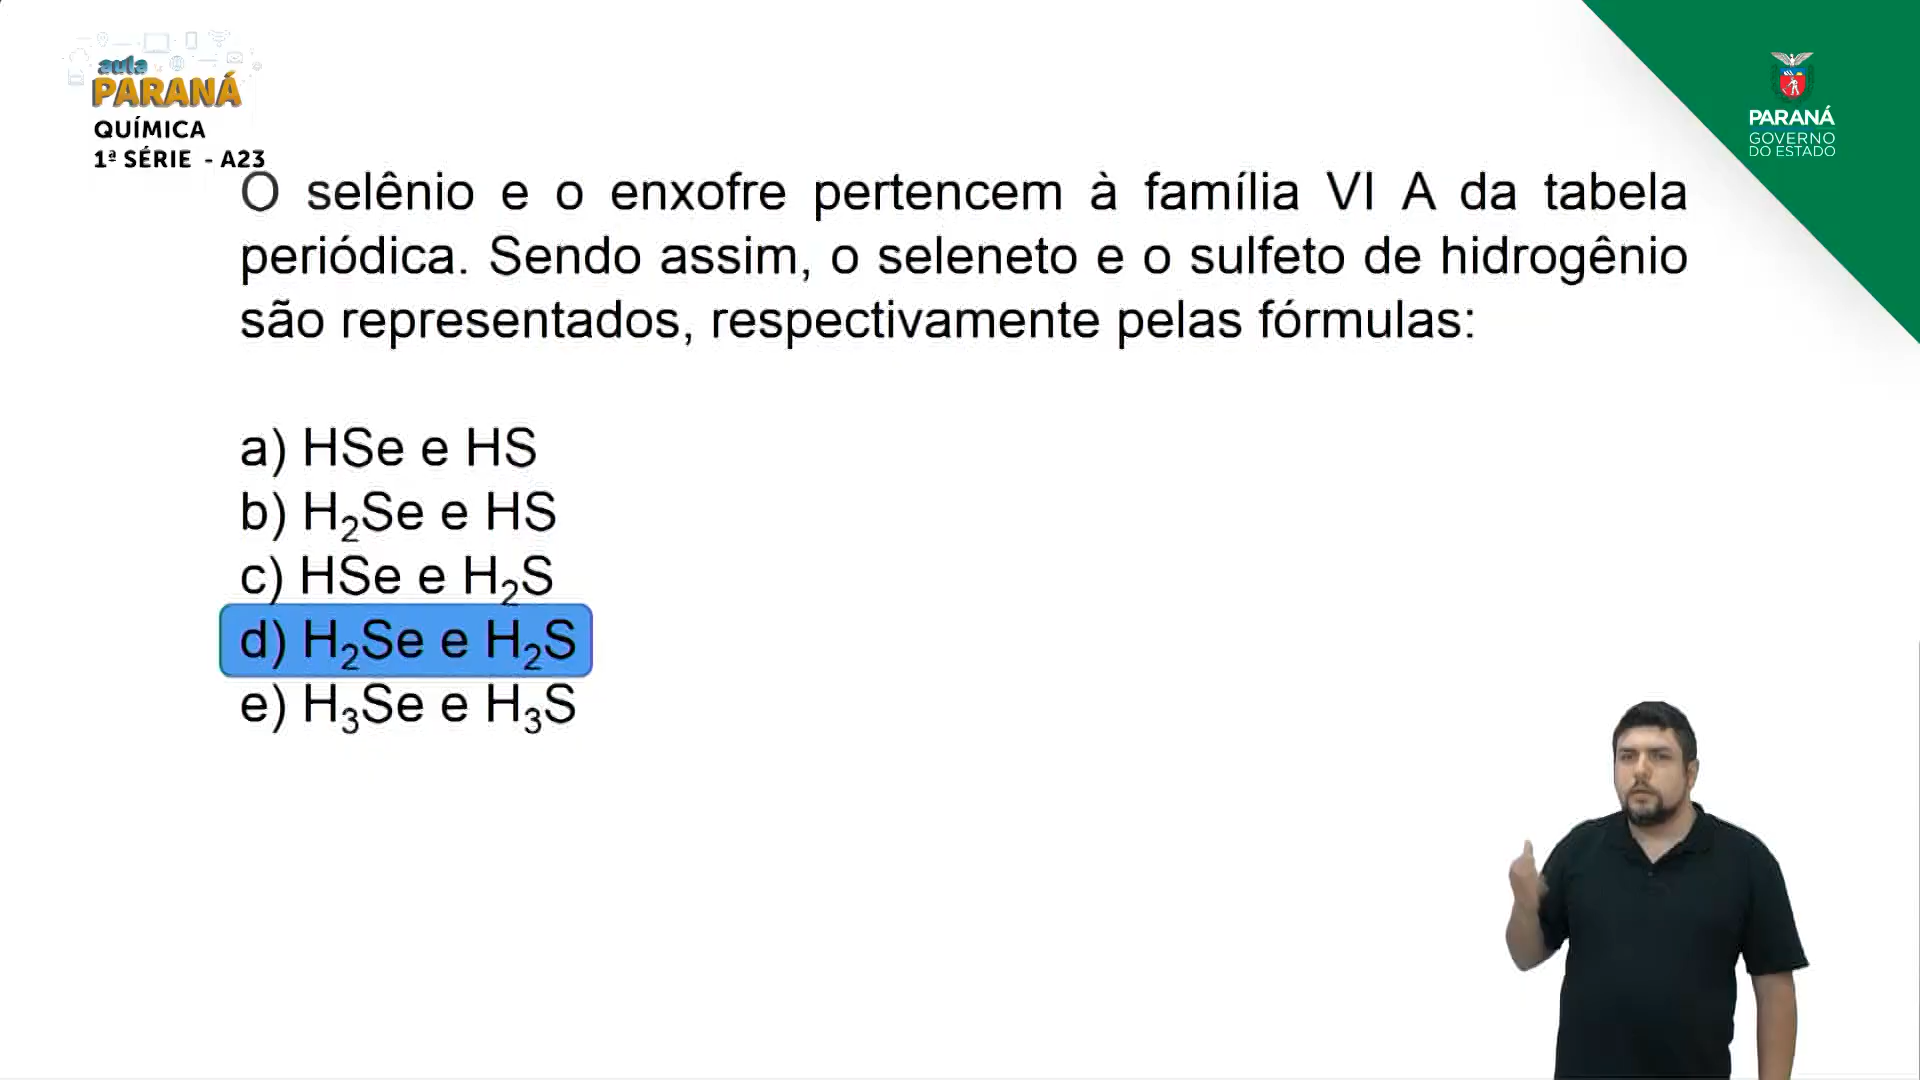 aula
PARANÁ
QUÍMICA
1ª SÉRIE - A23
PARANÁ
GOVERNO
DO ESTADO
O selênio e o enxofre pertencem à família VI A da tabela
periódica. Sendo assim, o seleneto e o sulfeto de hidrogênio
são representados, respectivamente pelas fórmulas:
a) HSe e HS
b) H₂Se e HS
c) HSe e H₂S
d) H₂Se e H₂S
e) H₃Se e H₃S